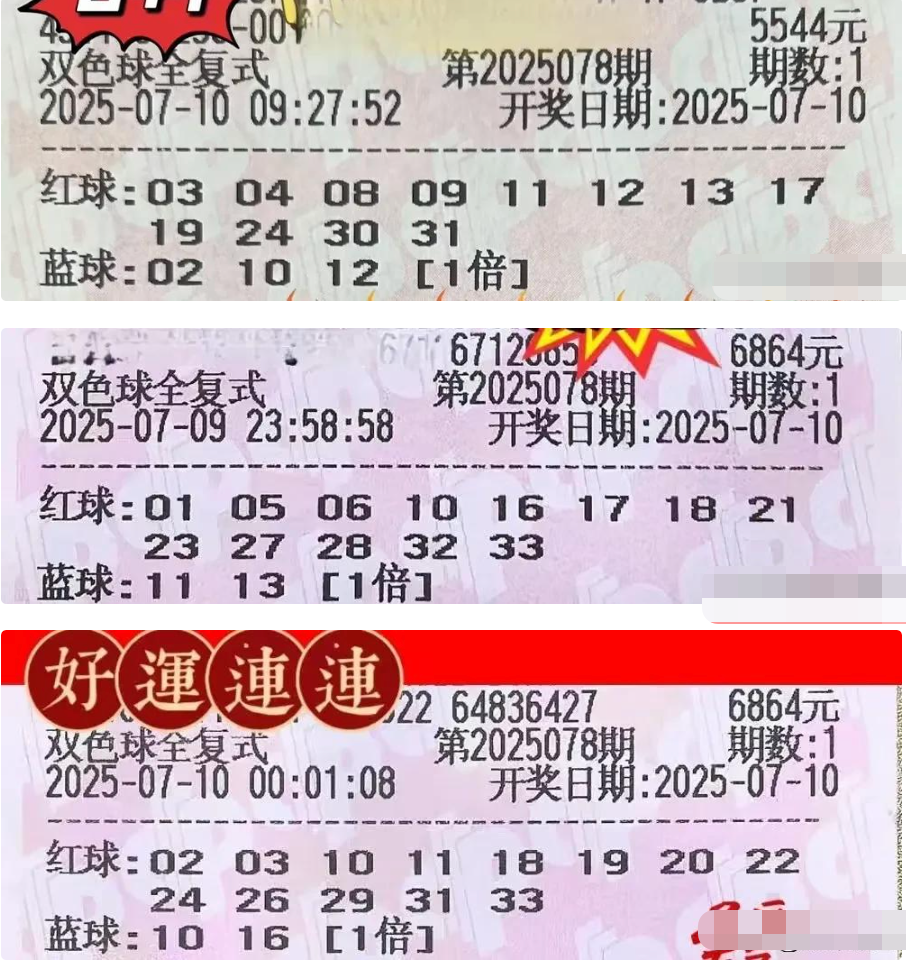 5544元
双色球全复式 第2025078期 期数:1
2025-07-10 09:27:52 开奖日期:2025-07-10
红球:03 04 08 09 11 12 13 17
19 24 30 31
蓝球:02 10 12 [1倍]
6864元
双色球全复式 第2025078期 期数:1
2025-07-09 23:58:58 开奖日期:2025-07-10
红球:01 05 06 10 16 17 18 21
23 27 28 32 33
蓝球:11 13 [1倍]
好運連連
64836427 6864元
双色球全复式 第2025078期 期数:1
2025-07-10 00:01:08 开奖日期:2025-07-10
红球:02 03 10 11 18 19 20 22
24 26 29 31 33
蓝球:10 16 [1倍]